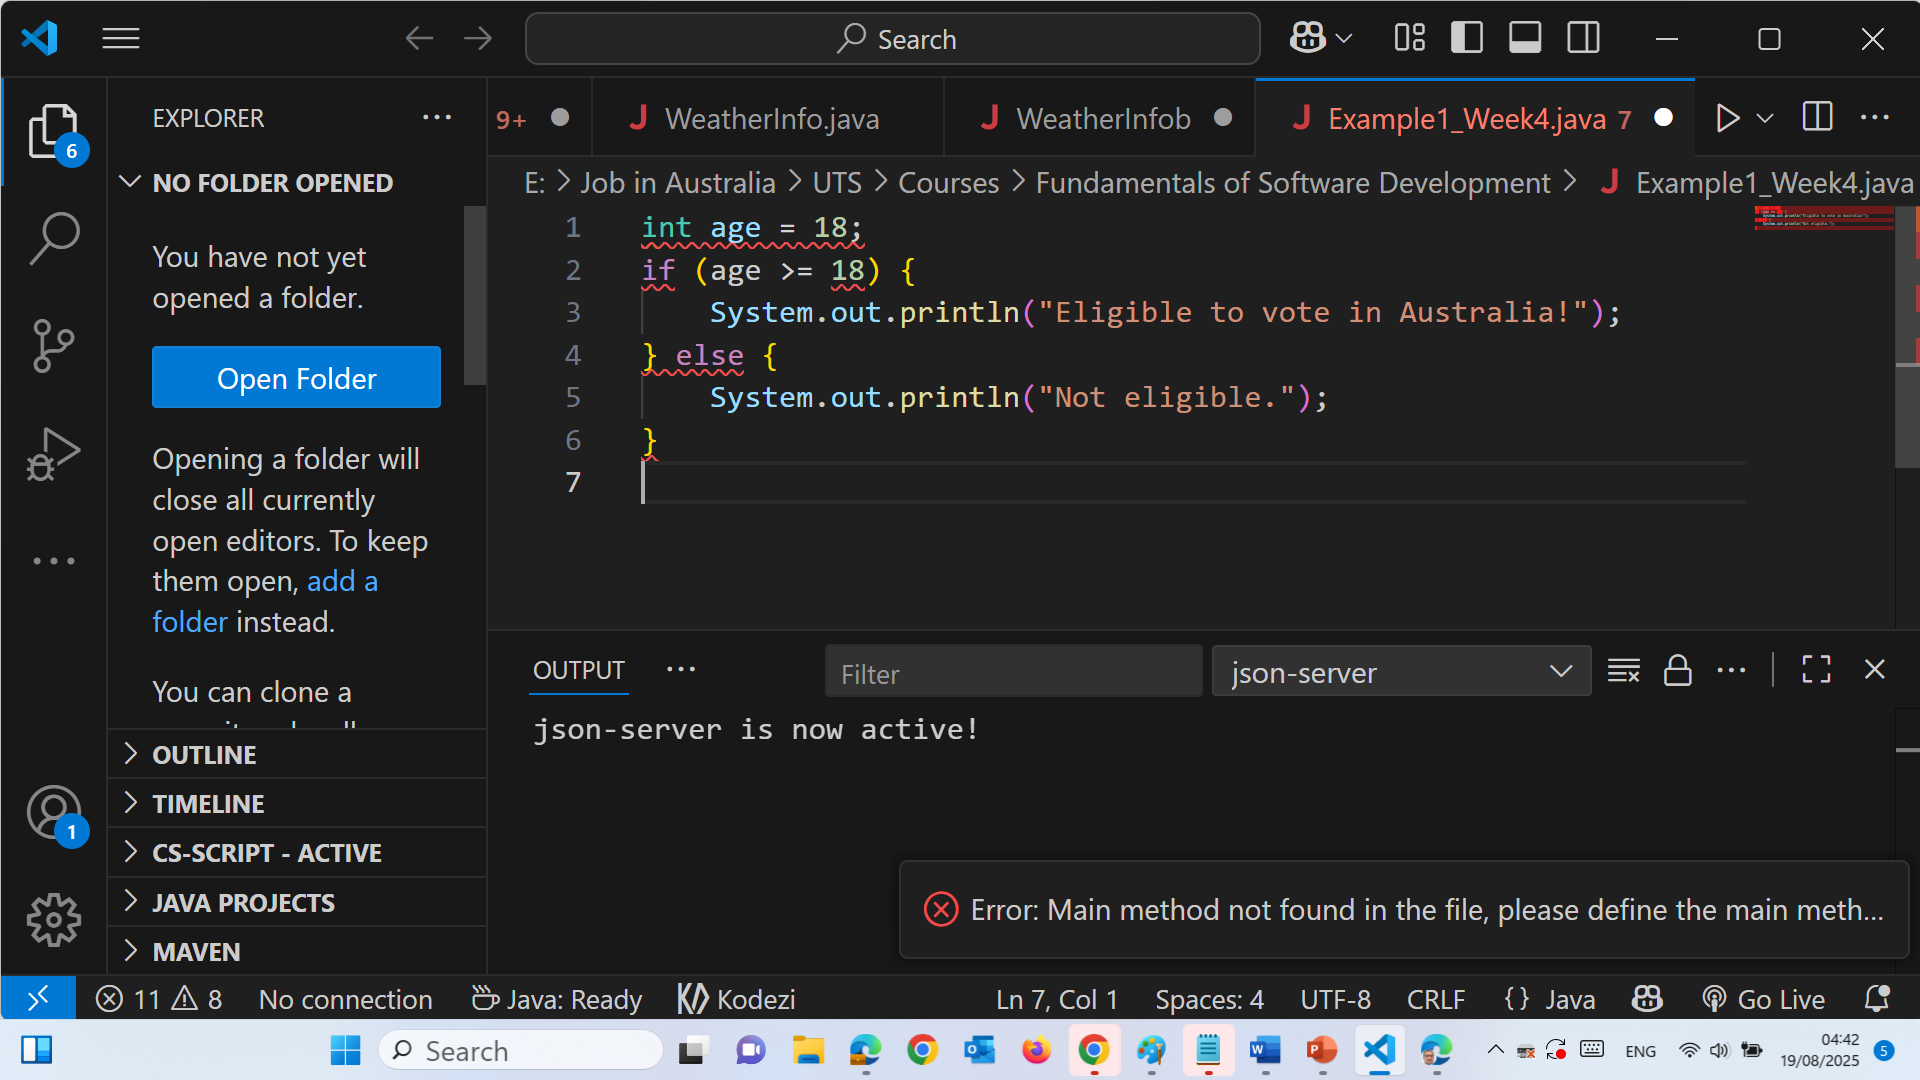 Search
EXPLORER
9+
WeatherInfo.java
WeatherInfob
Example1_Week4.java 7
6
NO FOLDER OPENED
E: > Job in Australia > UTS > Courses > Fundamentals of Software Development > Example1_Week4.java
You have not yet
opened a folder.
Open Folder
Opening a folder will
close all currently
open editors. To keep
them open, add a
folder instead.
You can clone a
1 int age = 18;
2 if (age >= 18) {
3 System.out.println("Eligible to vote in Australia!");
4 } else {
5 System.out.println("Not eligible.");
6 }
7
OUTPUT
Filter
json-server
json-server is now active!
OUTLINE
TIMELINE
CS-SCRIPT - ACTIVE
JAVA PROJECTS
MAVEN
1
Error: Main method not found in the file, please define the main meth...
11 8 No connection Java: Ready Kodezi Ln 7, Col 1 Spaces: 4 UTF-8 CRLF {} Java Go Live
Search
ENG
04:42
19/08/2025
5